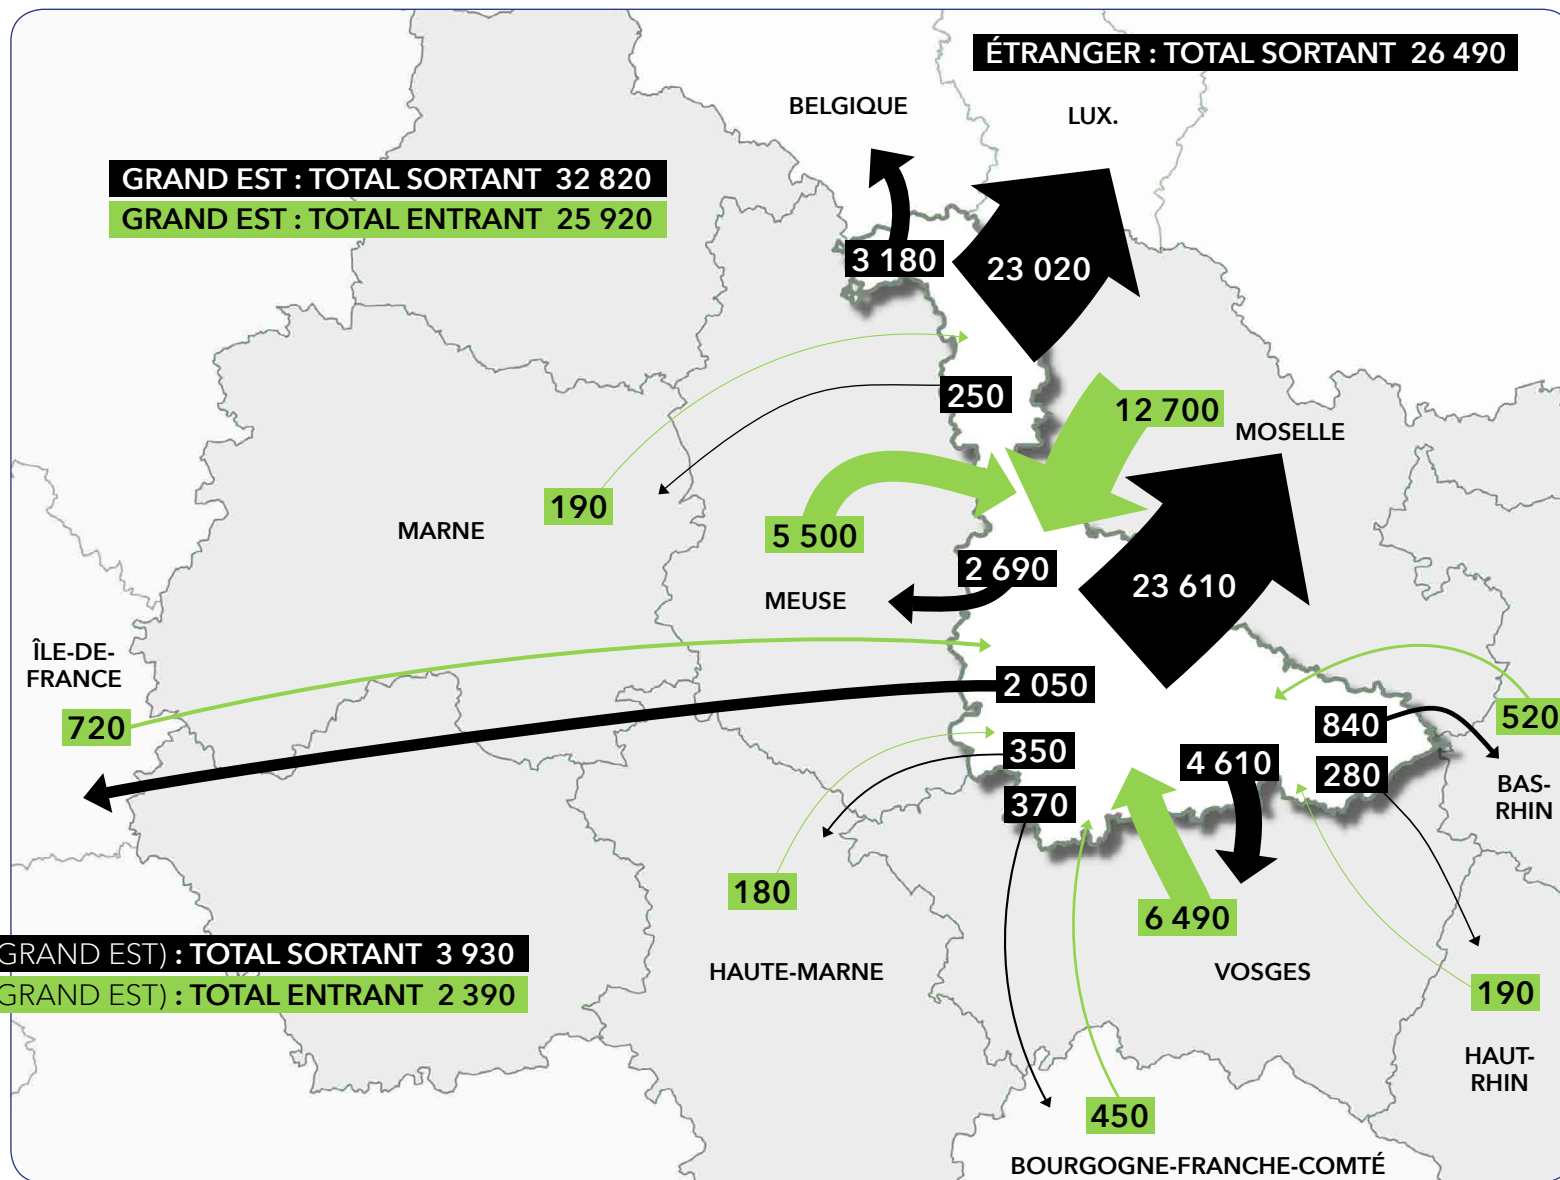 ÉTRANGER : TOTAL SORTANT 26 490
BELGIQUE
LUX.
GRAND EST : TOTAL SORTANT 32 820
GRAND EST : TOTAL ENTRANT 25 920
3 180
23 020
250
12 700
MOSELLE
190
MARNE
5 500
2 690
23 610
MEUSE
ÎLE-DE-
FRANCE
720
2 050
520
840
350
4 610
280
370
BAS-
RHIN
180
6 490
GRAND EST) : TOTAL SORTANT 3 930
GRAND EST) : TOTAL ENTRANT 2 390
HAUTE-MARNE
VOSGES
190
HAUT-
RHIN
450
BOURGOGNE-FRANCHE-COMTÉ